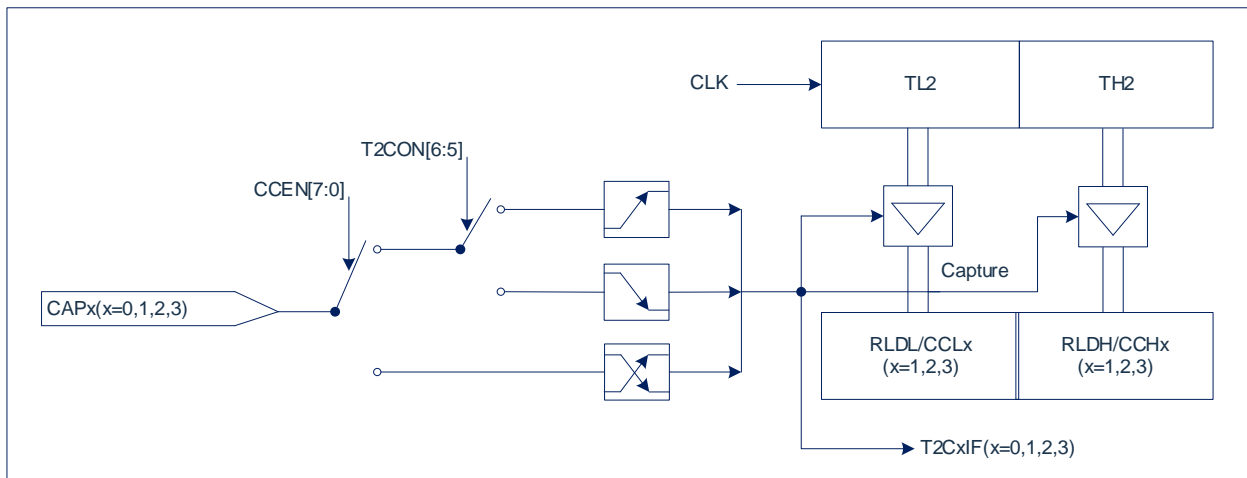 CLK
TL2
TH2
T2CON[6:5]
CCEN[7:0]
Capture
CAPx(x=0,1,2,3)
RLDL/CCLx
(x=1,2,3)
RLDH/CCHx
(x=1,2,3)
T2CxIF(x=0,1,2,3)